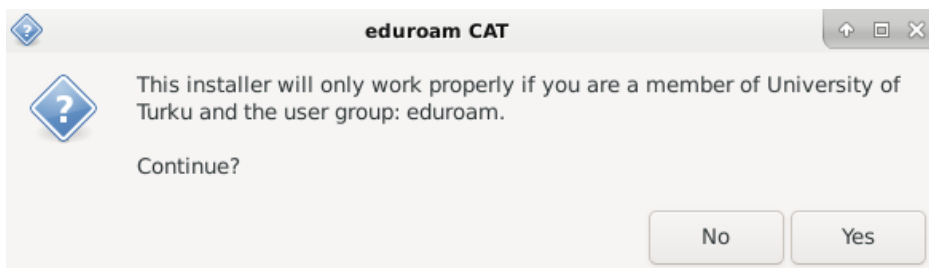 eduroam CAT
This installer will only work properly if you are a member of University of
Turku and the user group: eduroam.
Continue?
No Yes